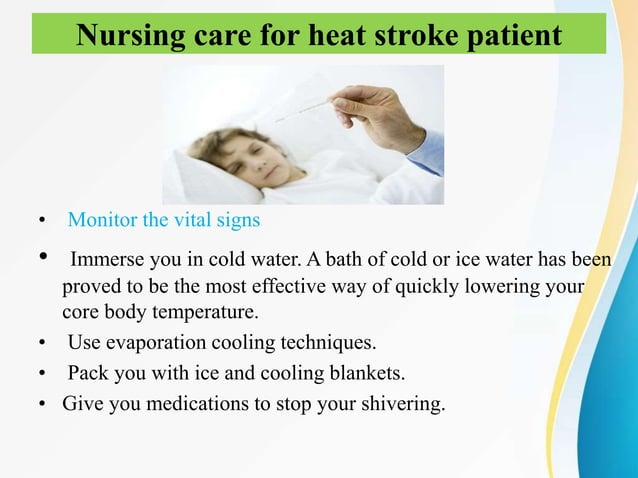 Nursing care for heat stroke patient
• Monitor the vital signs
• Immerse you in cold water. A bath of cold or ice water has been
proved to be the most effective way of quickly lowering your
core body temperature.
• Use evaporation cooling techniques.
• Pack you with ice and cooling blankets.
• Give you medications to stop your shivering.